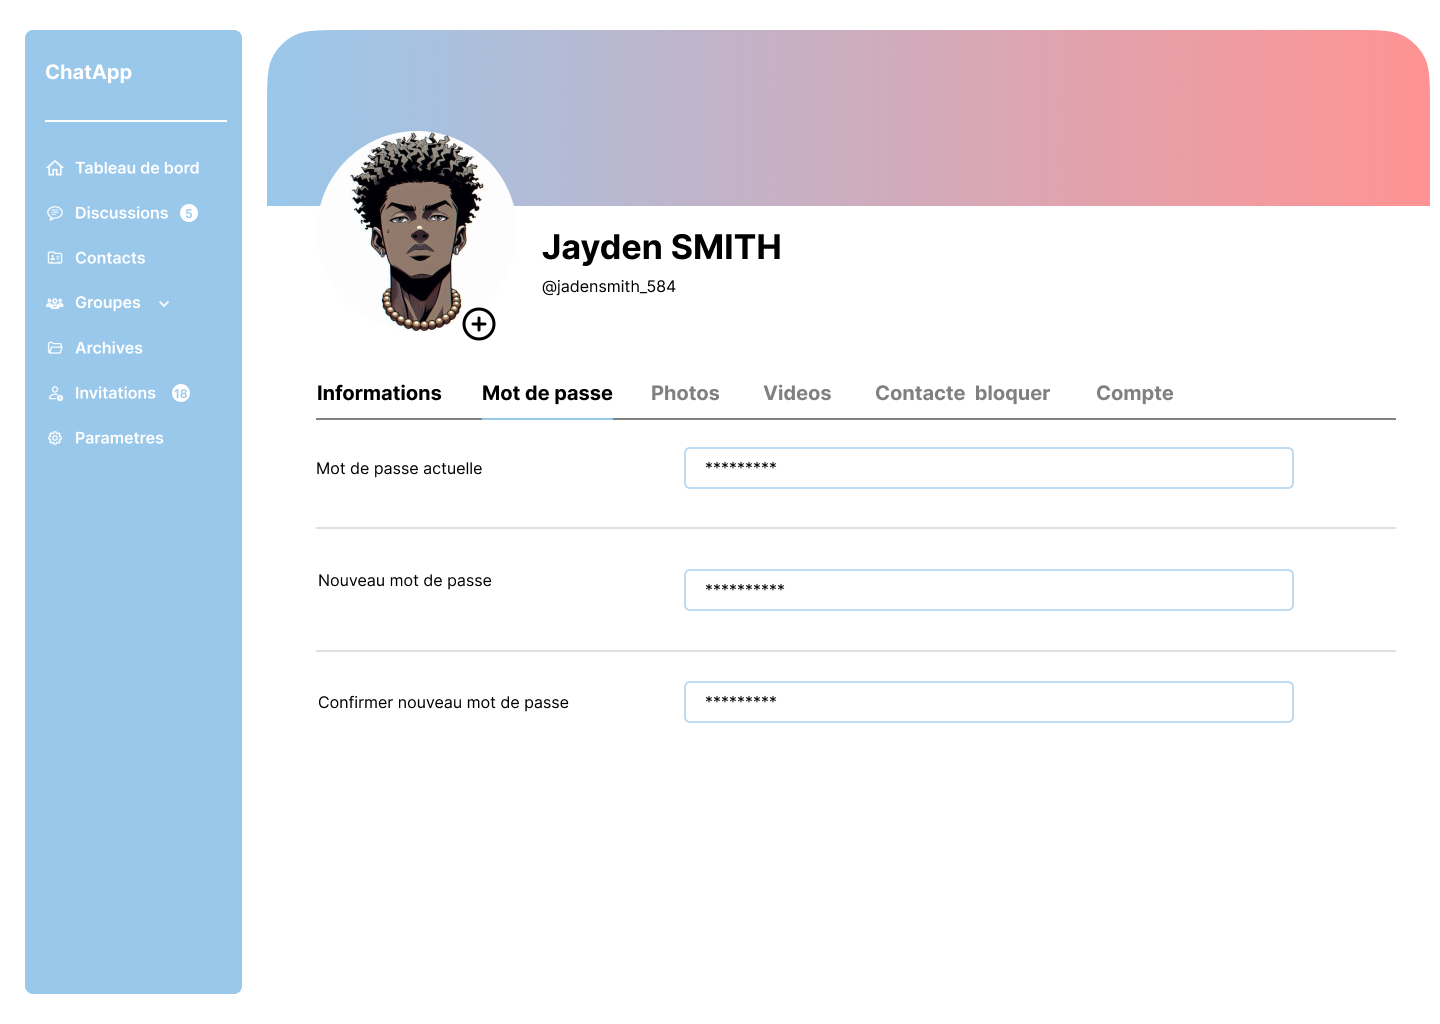 ChatApp
Tableau de bord
Discussions 5
Contacts
Groupes
Archives
Invitations 18
Parametres
Jayden SMITH
@jadensmith_584
Informations Mot de passe Photos Videos Contacte bloquer Compte
Mot de passe actuelle *********
Nouveau mot de passe **********
Confirmer nouveau mot de passe *********